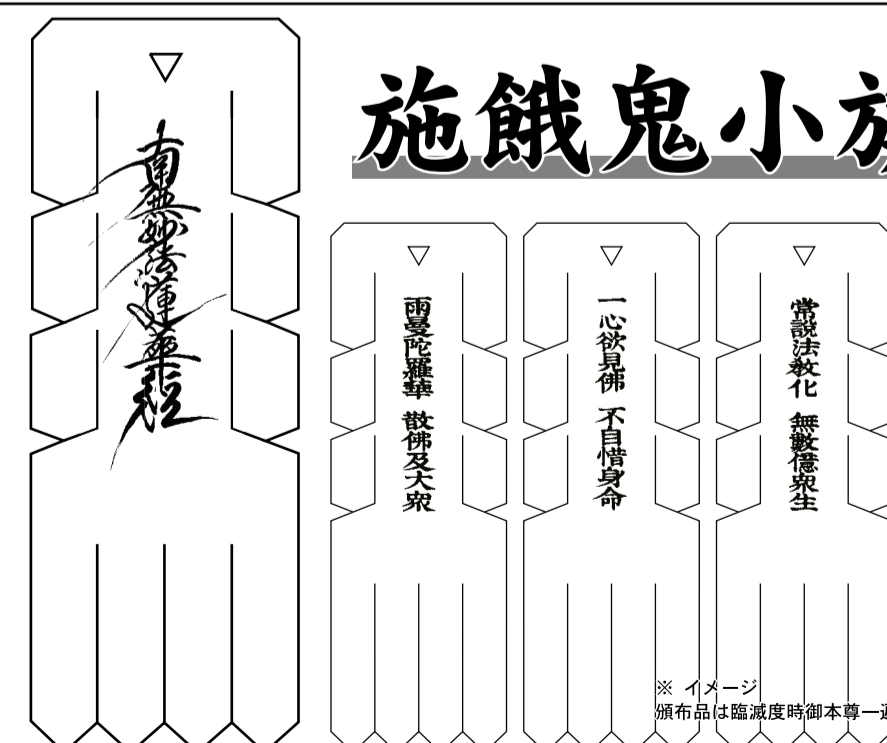 施餓鬼小
南無妙法蓮華経
雨曼陀羅華 散佛及大衆
一心欲見佛 不自惜身命
常説法教化 無數億衆生
※ イメージ
頒布品は臨滅度時御本尊一